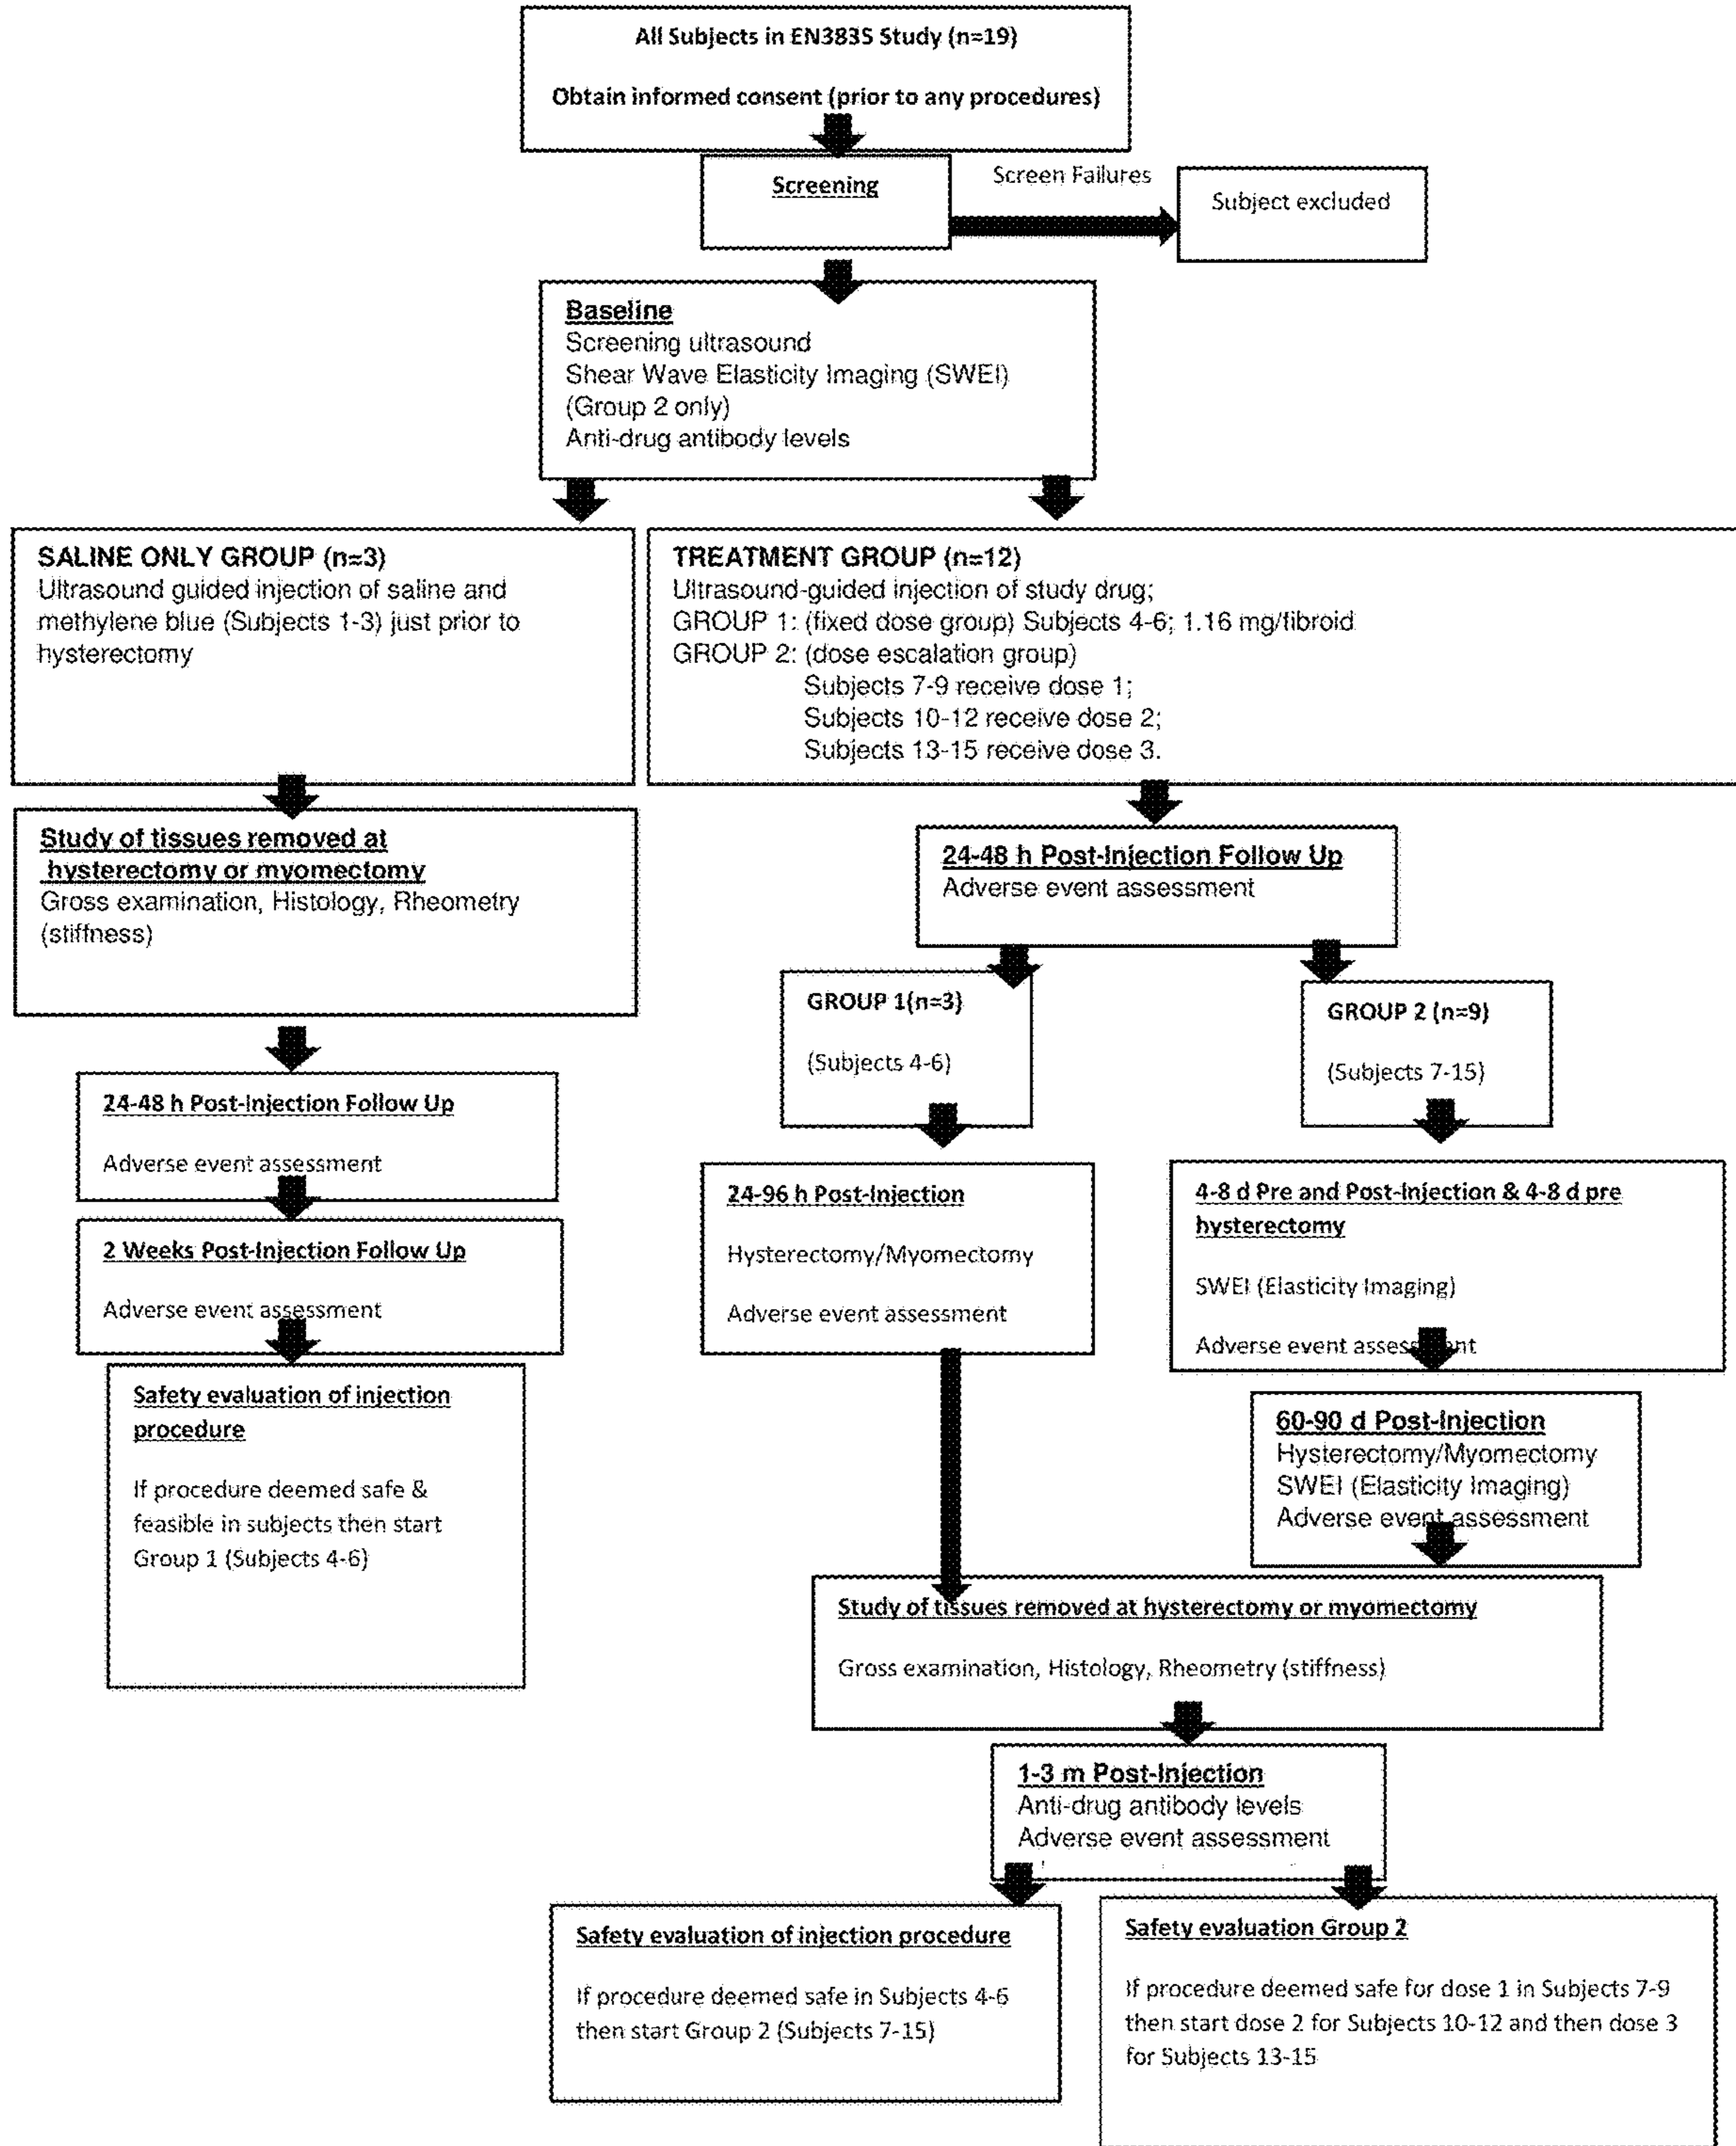 All Subjects in EN3835 Study (n=19)
Obtain informed consent (prior to any procedures)
Screening
Screen Failures
Subject excluded
Baseline
Screening ultrasound
Shear Wave Elasticity Imaging (SWEI)
(Group 2 only)
Anti-drug antibody levels
SALINE ONLY GROUP (n=3)
Ultrasound guided injection of saline and
methylene blue (Subjects 1-3) just prior to
hysterectomy
TREATMENT GROUP (n=12)
Ultrasound-guided injection of study drug;
GROUP 1: (fixed dose group) Subjects 4-6; 1.16 mg/fibroid
GROUP 2: (dose escalation group)
Subjects 7-9 receive dose 1;
Subjects 10-12 receive dose 2;
Subjects 13-15 receive dose 3.
Study of tissues removed at
hysterectomy or myomectomy
Gross examination, Histology, Rheometry
(stiffness)
24-48 h Post-Injection Follow Up
Adverse event assessment
2 Weeks Post-Injection Follow Up
Adverse event assessment
Safety evaluation of injection
procedure
If procedure deemed safe &
feasible in subjects then start
Group 1 (Subjects 4-6)
24-48 h Post-Injection Follow Up
Adverse event assessment
GROUP 1(n=3)
(Subjects 4-6)
GROUP 2 (n=9)
(Subjects 7-15)
24-96 h Post-Injection
Hysterectomy/Myomectomy
Adverse event assessment
4-8 d Pre and Post-Injection & 4-8 d pre
hysterectomy
SWEI (Elasticity Imaging)
Adverse event assessment
60-90 d Post-Injection
Hysterectomy/Myomectomy
SWEI (Elasticity Imaging)
Adverse event assessment
Study of tissues removed at hysterectomy or myomectomy
Gross examination, Histology, Rheometry (stiffness)
1-3 m Post-Injection
Anti-drug antibody levels
Adverse event assessment
Safety evaluation of injection procedure
If procedure deemed safe in Subjects 4-6
then start Group 2 (Subjects 7-15)
Safety evaluation Group 2
If procedure deemed safe for dose 1 in Subjects 7-9
then start dose 2 for Subjects 10-12 and then dose 3
for Subjects 13-15